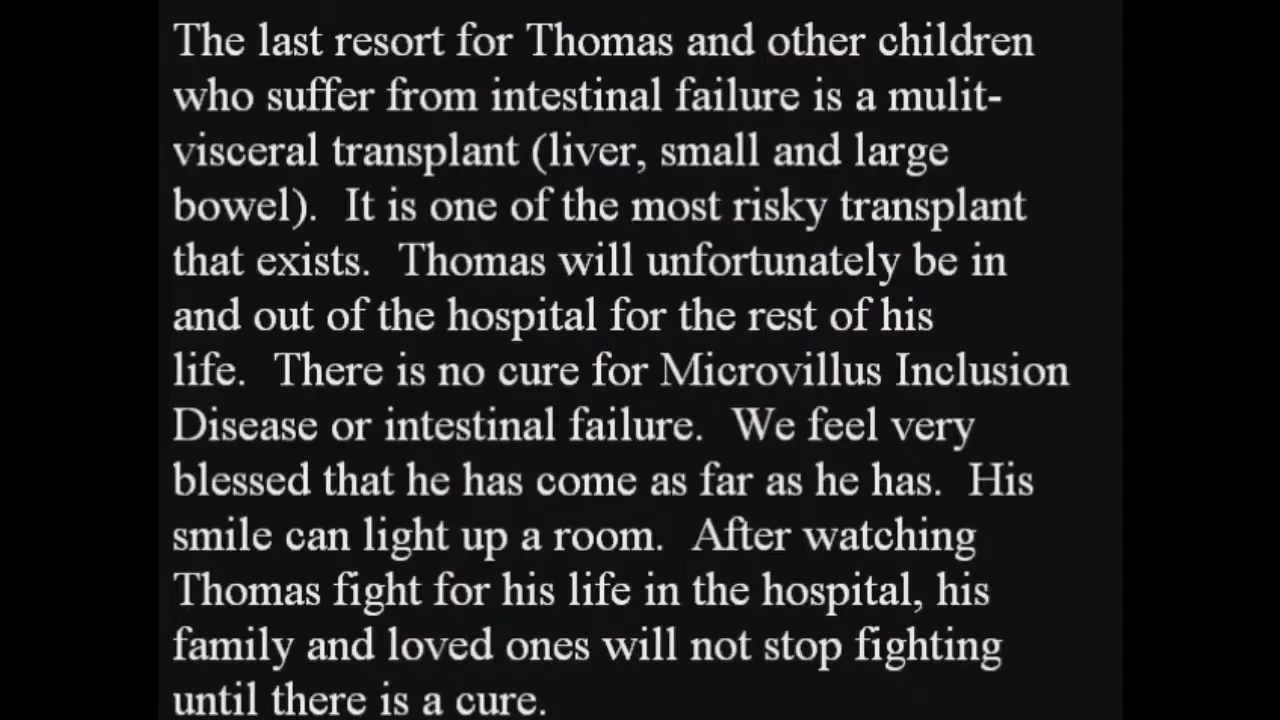 The last resort for Thomas and other children
who suffer from intestinal failure is a mulit-
visceral transplant (liver, small and large
bowel).  It is one of the most risky transplant
that exists.  Thomas will unfortunately be in
and out of the hospital for the rest of his
life.  There is no cure for Microvillus Inclusion
Disease or intestinal failure.  We feel very
blessed that he has come as far as he has.  His
smile can light up a room.  After watching
Thomas fight for his life in the hospital, his
family and loved ones will not stop fighting
until there is a cure.